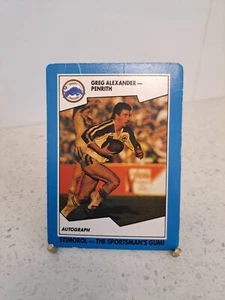 GREG ALEXANDER —
PENRITH
AUTOGRAPH
STIMOROL — THE SPORTSMAN'S GUM!